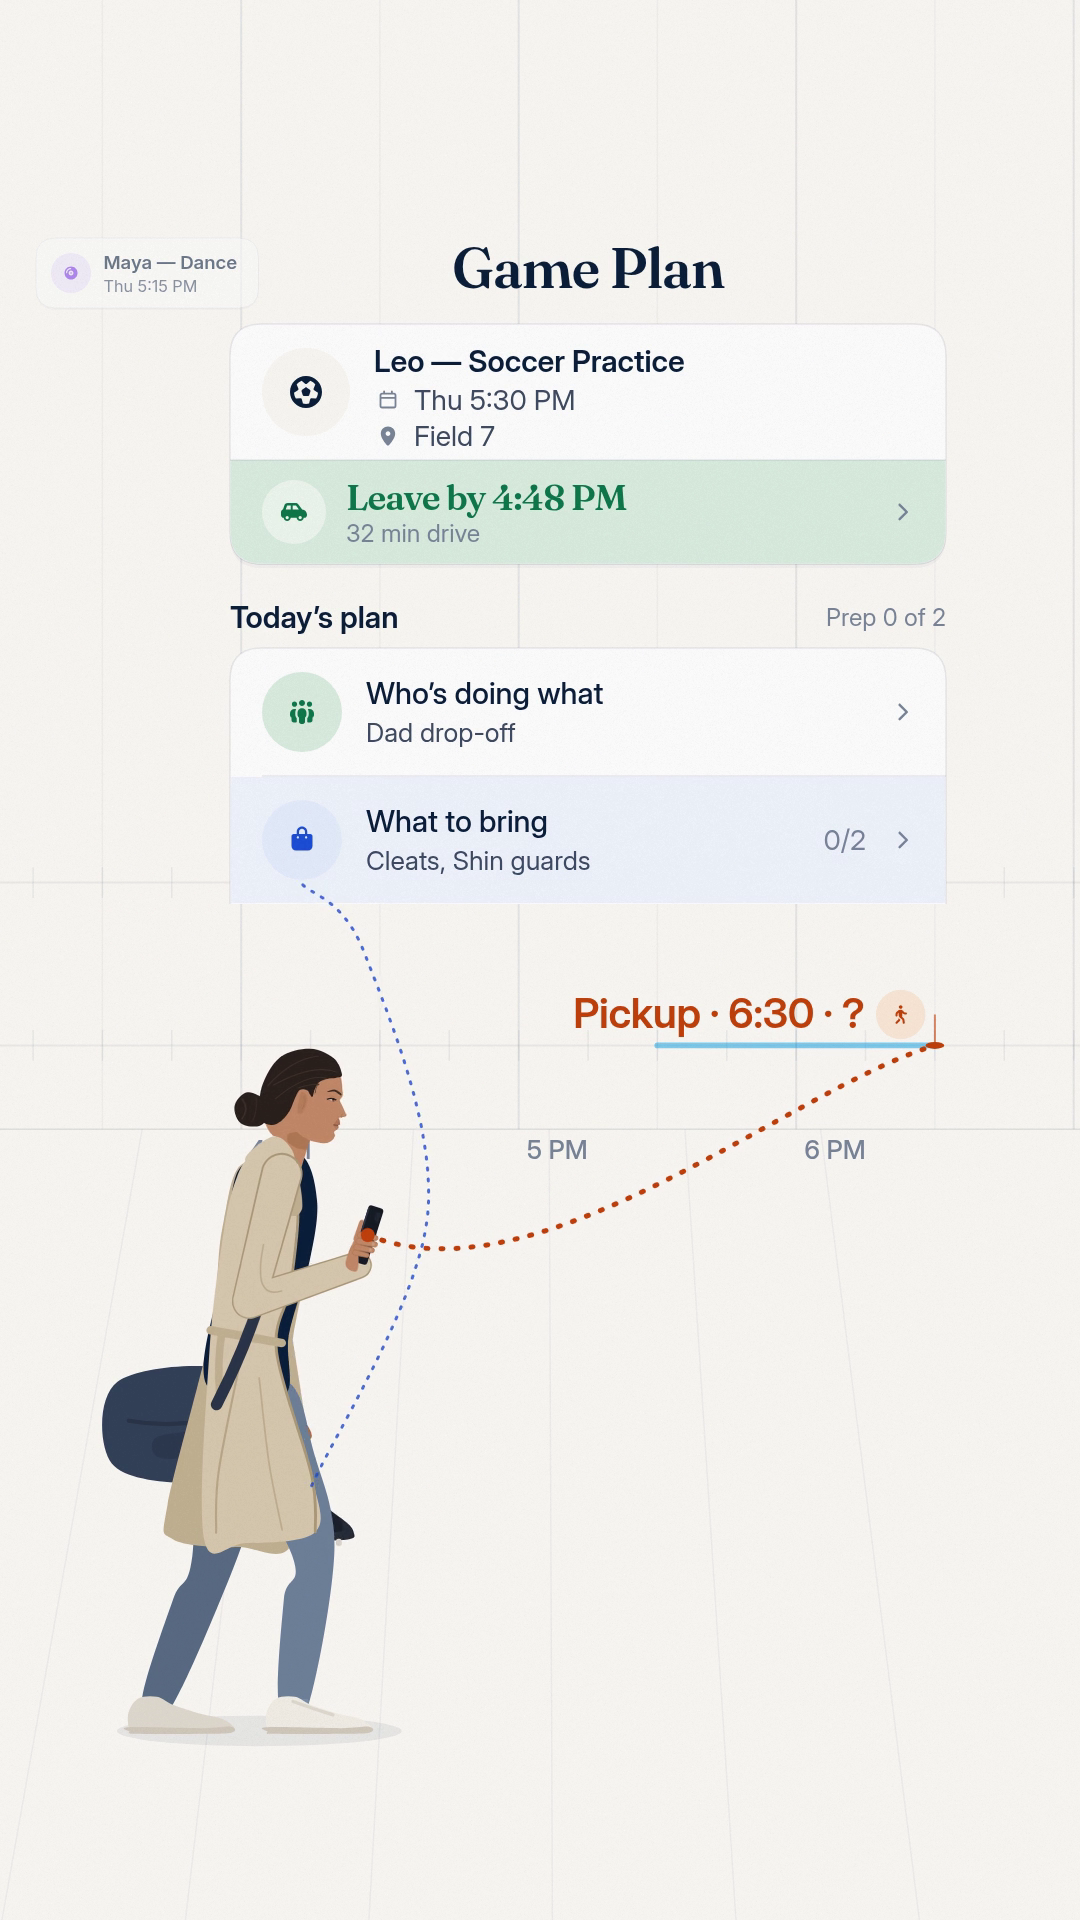 Maya — Dance
Thu 5:15 PM
Game Plan
Leo — Soccer Practice
Thu 5:30 PM
Field 7
Leave by 4:48 PM
32 min drive
Today’s plan
Prep 0 of 2
Who’s doing what
Dad drop-off
What to bring
Cleats, Shin guards
0/2
Pickup · 6:30 · ?
5 PM
6 PM